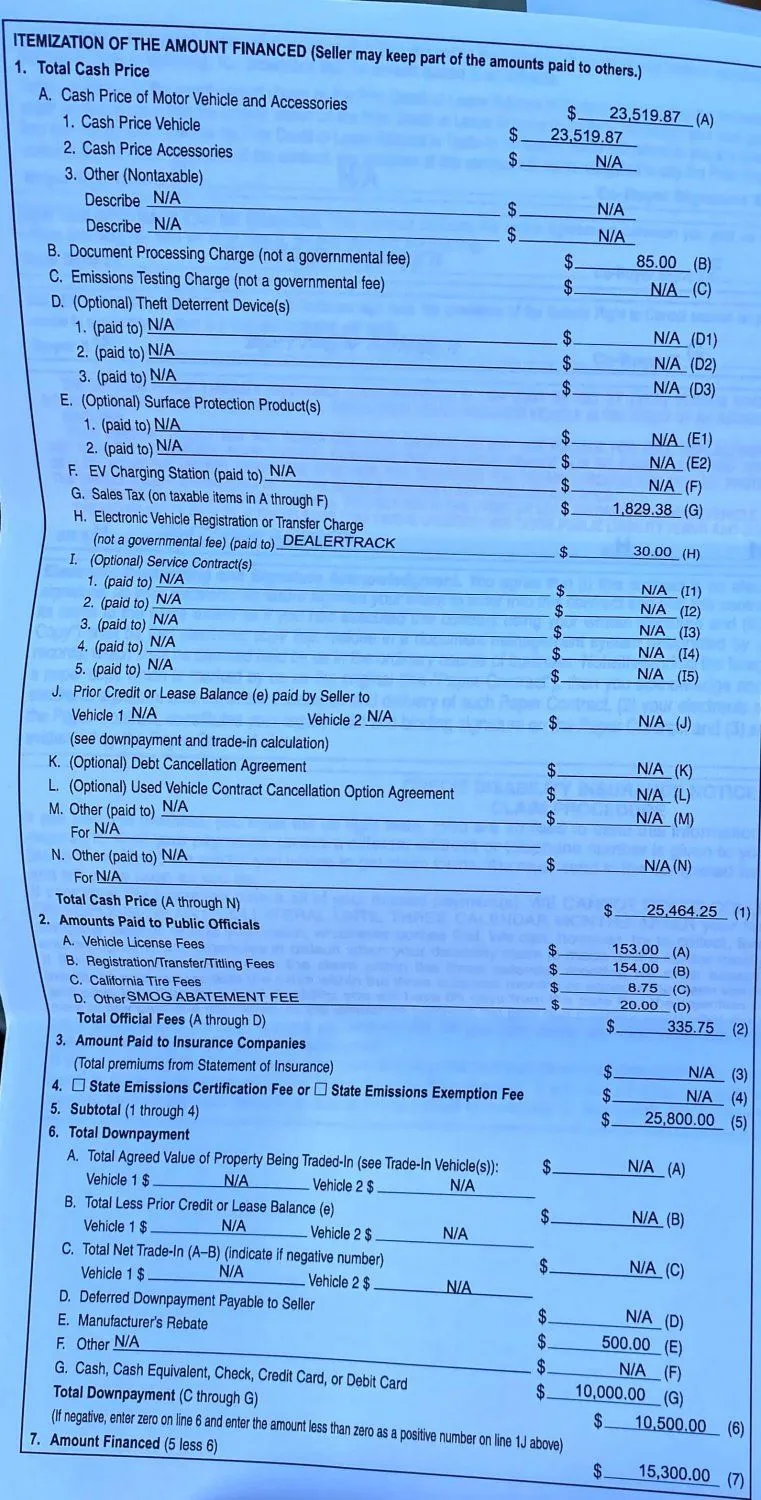 ITEMIZATION OF THE AMOUNT FINANCED (Seller may keep part of the amounts paid to others.)
1. Total Cash Price
A. Cash Price of Motor Vehicle and Accessories $ 23,519.87 (A)
1. Cash Price Vehicle $ 23,519.87
2. Cash Price Accessories $ N/A
3. Other (Nontaxable)
Describe N/A $ N/A
Describe N/A $ N/A
B. Document Processing Charge (not a governmental fee) $ 85.00 (B)
C. Emissions Testing Charge (not a governmental fee) $ N/A (C)
D. (Optional) Theft Deterrent Device(s)
1. (paid to) N/A $ N/A (D1)
2. (paid to) N/A $ N/A (D2)
3. (paid to) N/A $ N/A (D3)
E. (Optional) Surface Protection Product(s)
1. (paid to) N/A $ N/A (E1)
2. (paid to) N/A $ N/A (E2)
F. EV Charging Station (paid to) N/A $ N/A (F)
G. Sales Tax (on taxable items in A through F) $ 1,829.38 (G)
H. Electronic Vehicle Registration or Transfer Charge
(not a governmental fee) (paid to) DEALERTRACK $ 30.00 (H)
I. (Optional) Service Contract(s)
1. (paid to) N/A $ N/A (I1)
2. (paid to) N/A $ N/A (I2)
3. (paid to) N/A $ N/A (I3)
4. (paid to) N/A $ N/A (I4)
5. (paid to) N/A $ N/A (I5)
J. Prior Credit or Lease Balance (e) paid by Seller to
Vehicle 1 N/A Vehicle 2 N/A $ N/A (J)
(see downpayment and trade-in calculation)
K. (Optional) Debt Cancellation Agreement $ N/A (K)
L. (Optional) Used Vehicle Contract Cancellation Option Agreement $ N/A (L)
M. Other (paid to) N/A $ N/A (M)
For N/A
N. Other (paid to) N/A $ N/A (N)
For N/A
Total Cash Price (A through N) $ 25,464.25 (1)
2. Amounts Paid to Public Officials
A. Vehicle License Fees $ 153.00 (A)
B. Registration/Transfer/Titling Fees $ 154.00 (B)
C. California Tire Fees $ 8.75 (C)
D. Other SMOG ABATEMENT FEE $ 20.00 (D)
Total Official Fees (A through D) $ 335.75 (2)
3. Amount Paid to Insurance Companies
(Total premiums from Statement of Insurance) $ N/A (3)
4. ☐ State Emissions Certification Fee or ☐ State Emissions Exemption Fee $ N/A (4)
5. Subtotal (1 through 4) $ 25,800.00 (5)
6. Total Downpayment
A. Total Agreed Value of Property Being Traded-In (see Trade-In Vehicle(s)): $ N/A (A)
Vehicle 1 $ N/A Vehicle 2 $ N/A
B. Total Less Prior Credit or Lease Balance (e) $ N/A (B)
Vehicle 1 $ N/A Vehicle 2 $ N/A
C. Total Net Trade-In (A–B) (indicate if negative number) $ N/A (C)
Vehicle 1 $ N/A Vehicle 2 $ N/A
D. Deferred Downpayment Payable to Seller $ N/A (D)
E. Manufacturer's Rebate $ 500.00 (E)
F. Other N/A $ N/A (F)
G. Cash, Cash Equivalent, Check, Credit Card, or Debit Card $ 10,000.00 (G)
Total Downpayment (C through G) $ 10,500.00 (6)
(If negative, enter zero on line 6 and enter the amount less than zero as a positive number on line 1J above)
7. Amount Financed (5 less 6) $ 15,300.00 (7)